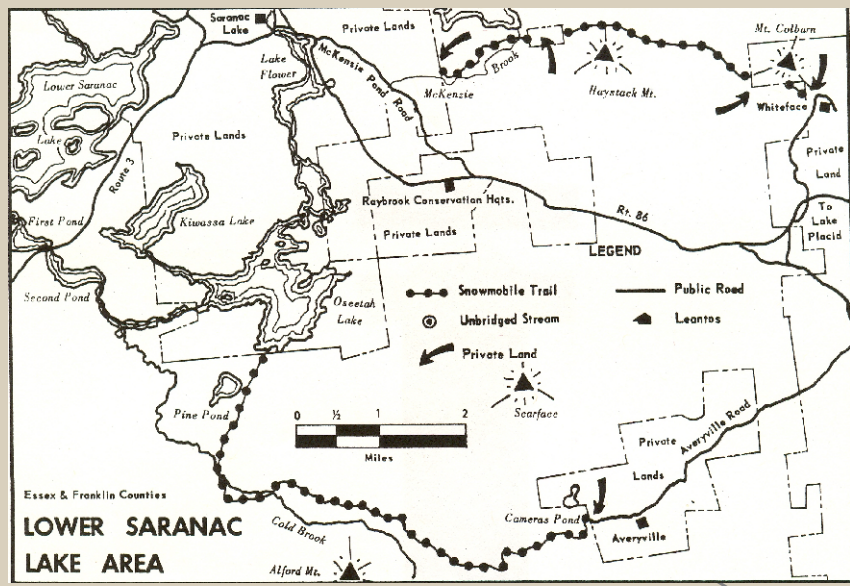 Saranac
Lake
Private Lands
Mt. Colburn
Lake
Flower
McKenzie Pond Road
Brook
McKenzie
Haystack Mt.
Whiteface
Lower Saranac
Lake
Private Lands
Route 3
Private
Land
Raybrook Conservation Hqts.
Rt. 86
To
Lake
Placid
First Pond
Kiwassa Lake
Private Lands
Second Pond
Oseetah
Lake
LEGEND
Snowmobile Trail
Public Road
Unbridged Stream
Leantos
Private Land
Scarface
Pine Pond
0 ½ 1 2
Miles
Private
Lands
Averyville Road
Essex & Franklin Counties
LOWER SARANAC
LAKE AREA
Cold Brook
Alford Mt.
Cameras Pond
Averyville